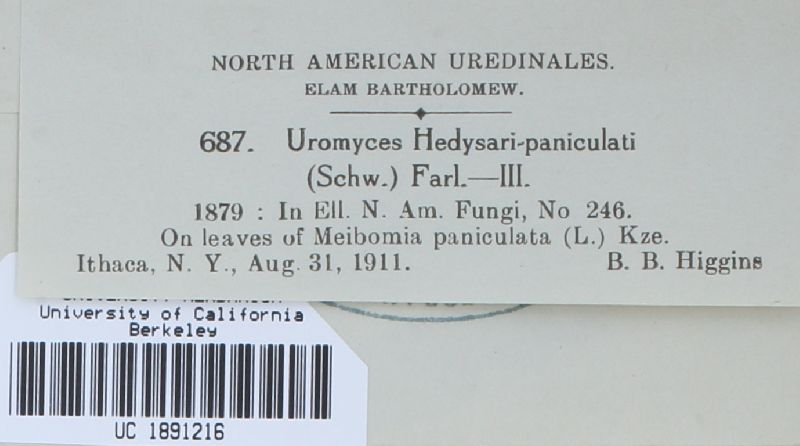 NORTH AMERICAN UREDINALES.
ELAM BARTHOLOMEW.
687. Uromyces Hedysari-paniculati
(Schw.) Farl.—III.
1879 : In Ell. N. Am. Fungi, No 246.
On leaves of Meibomia paniculata (L.) Kze.
Ithaca, N. Y., Aug. 31, 1911. B. B. Higgins
University of California
Berkeley
UC 1891216